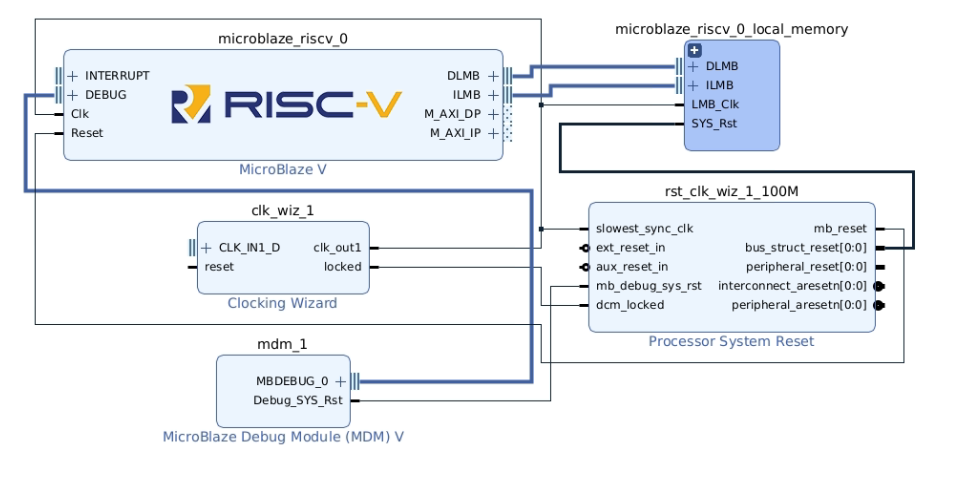 microblaze_riscv_0
INTERRUPT
DEBUG
Clk
Reset
RISC-V
DLMB
ILMB
M_AXI_DP
M_AXI_IP
MicroBlaze V
microblaze_riscv_0_local_memory
DLMB
ILMB
LMB_Clk
SYS_Rst
clk_wiz_1
CLK_IN1_D
reset
clk_out1
locked
Clocking Wizard
rst_clk_wiz_1_100M
slowest_sync_clk
ext_reset_in
aux_reset_in
mb_debug_sys_rst
dcm_locked
mb_reset
bus_struct_reset[0:0]
peripheral_reset[0:0]
interconnect_aresetn[0:0]
peripheral_aresetn[0:0]
Processor System Reset
mdm_1
MBDEBUG_0
Debug_SYS_Rst
MicroBlaze Debug Module (MDM) V